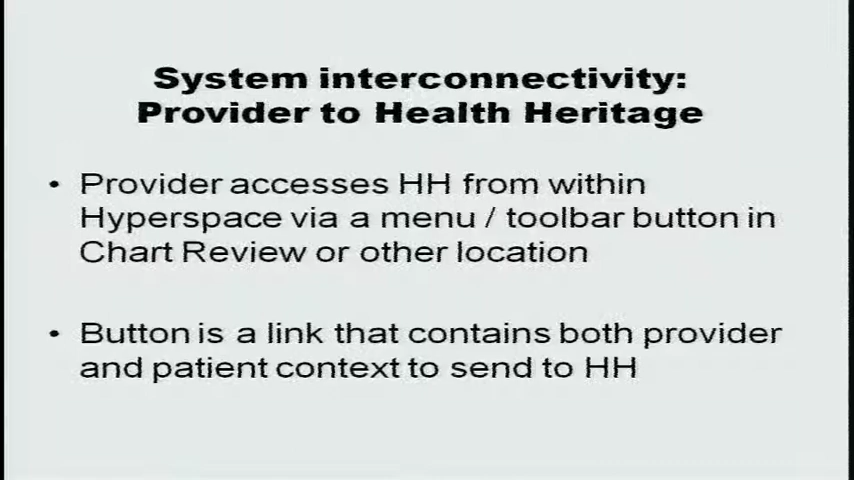 System interconnectivity:
Provider to Health Heritage
• Provider accesses HH from within
Hyperspace via a menu / toolbar button in
Chart Review or other location
• Button is a link that contains both provider
and patient context to send to HH